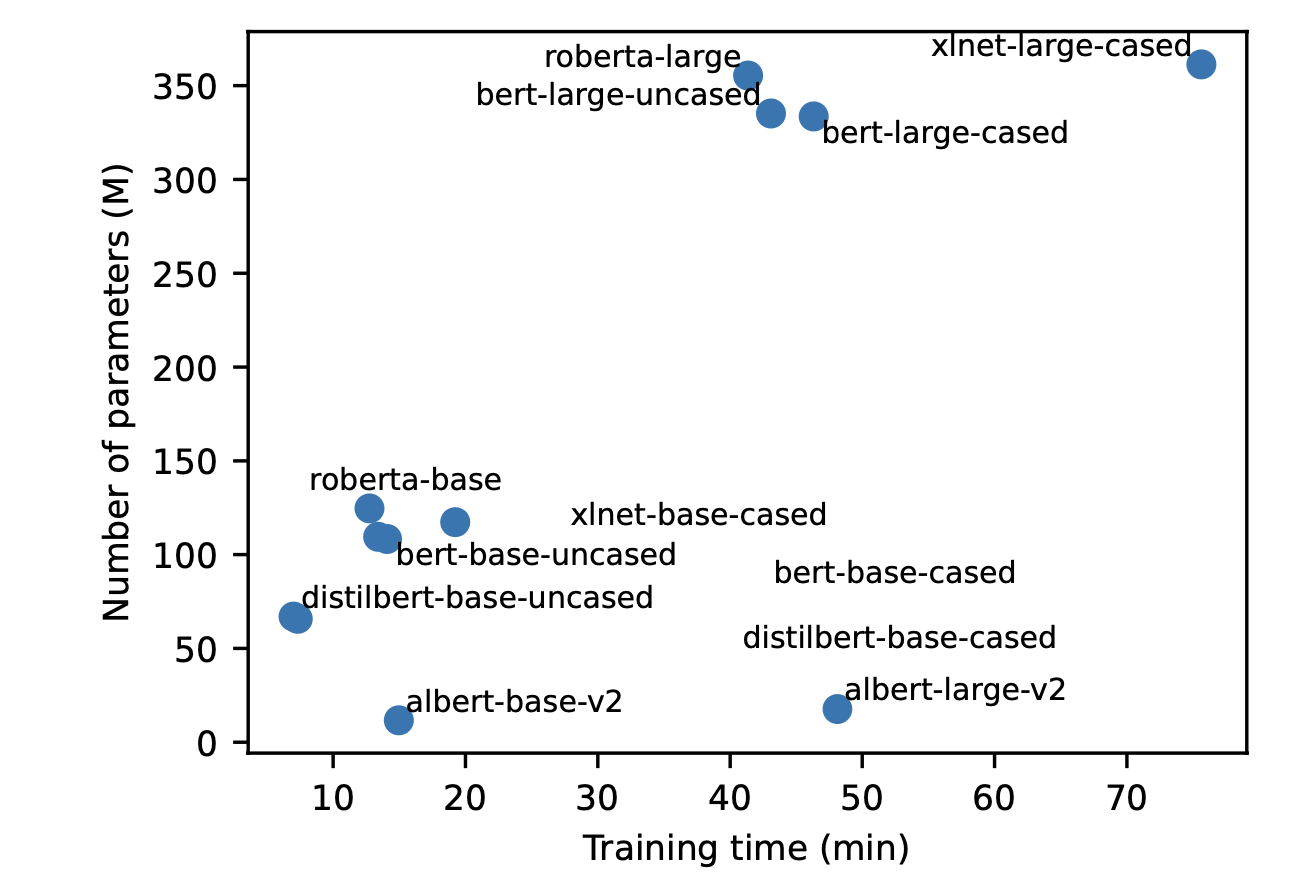 xlnet-large-cased
roberta-large
350
bert-large-uncased
bert-large-cased
300
250
200
150
roberta-base
xlnet-base-cased
100
bert-base-uncased
bert-base-cased
distilbert-base-uncased
50
distilbert-base-cased
albert-large-v2
albert-base-v2
0
Number of parameters (M)
10 20 30 40 50 60 70
Training time (min)